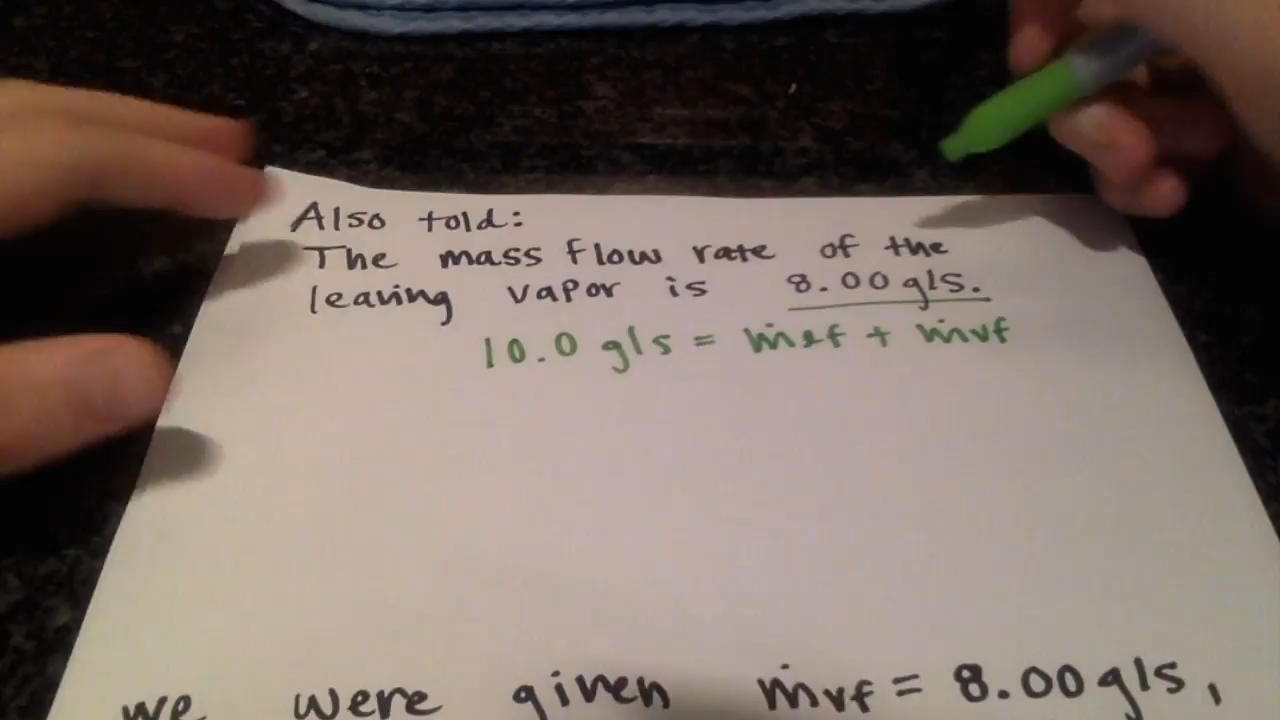 Also told:
The mass flow rate of the
leaving vapor is 8.00 g/s.
10.0 g/s = ṁef + ṁvf
we were given ṁvf = 8.00 g/s,